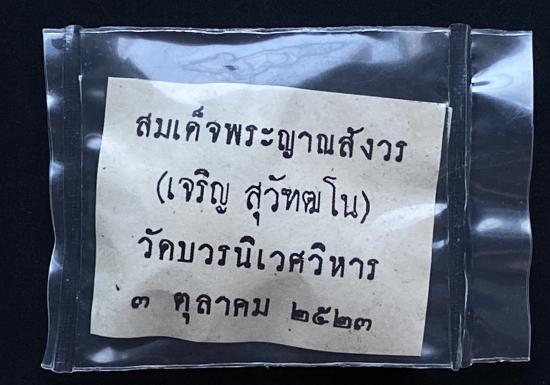 สมเด็จพระญาณสังวร
(เจริญ สุวัฑฒโน)
วัดบวรนิเวศวิหาร
๓ ตุลาคม ๒๕๒๓